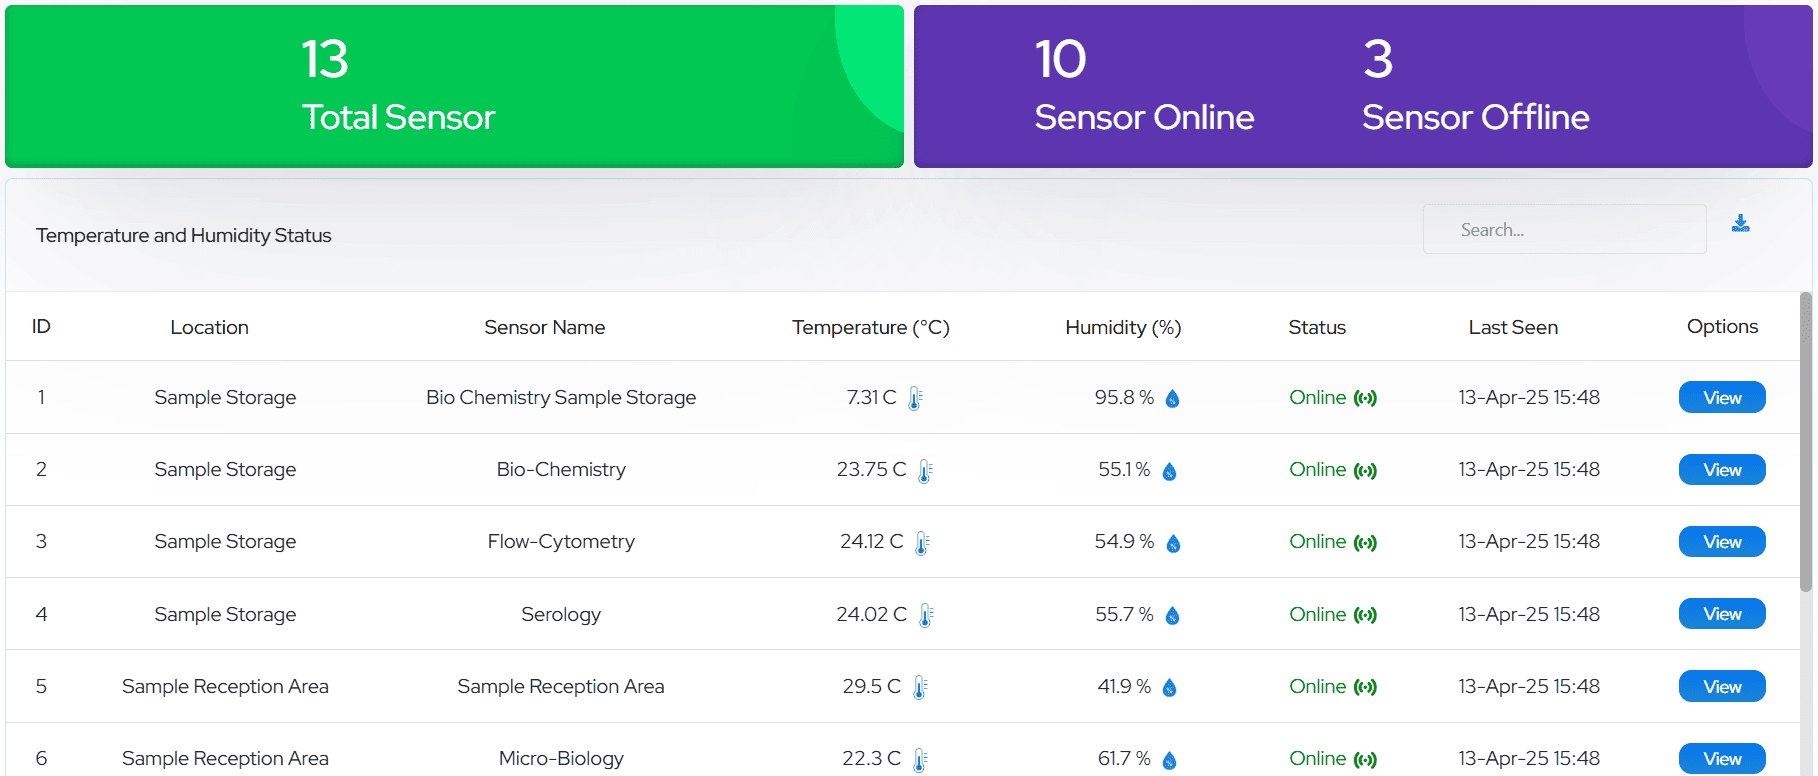 13
Total Sensor
10 3
Sensor Online Sensor Offline
Temperature and Humidity Status Search...
ID Location Sensor Name Temperature (°C) Humidity (%) Status Last Seen Options
1 Sample Storage Bio Chemistry Sample Storage 7.31 C 95.8 % Online 13-Apr-25 15:48 View
2 Sample Storage Bio-Chemistry 23.75 C 55.1 % Online 13-Apr-25 15:48 View
3 Sample Storage Flow-Cytometry 24.12 C 54.9 % Online 13-Apr-25 15:48 View
4 Sample Storage Serology 24.02 C 55.7 % Online 13-Apr-25 15:48 View
5 Sample Reception Area Sample Reception Area 29.5 C 41.9 % Online 13-Apr-25 15:48 View
6 Sample Reception Area Micro-Biology 22.3 C 61.7 % Online 13-Apr-25 15:48 View